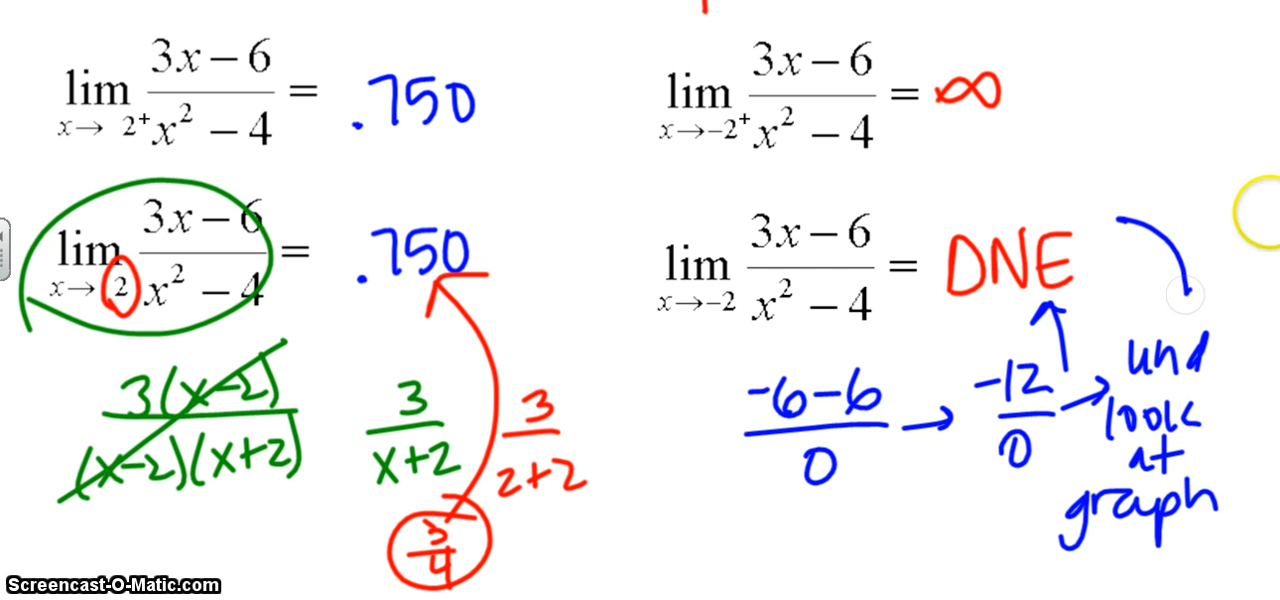 lim x→ 2⁺ (3x − 6)/(x² − 4) = .750
lim x→−2⁺ (3x − 6)/(x² − 4) = ∞
lim x→ 2 (3x − 6)/(x² − 4) = .750
lim x→−2 (3x − 6)/(x² − 4) = DNE
3(x−2)/(x−2)(x+2)
3/(x+2)
3/(2+2)
3/4
(-6-6)/0 → -12/0 → und
look
at
graph
Screencast-O-Matic.com